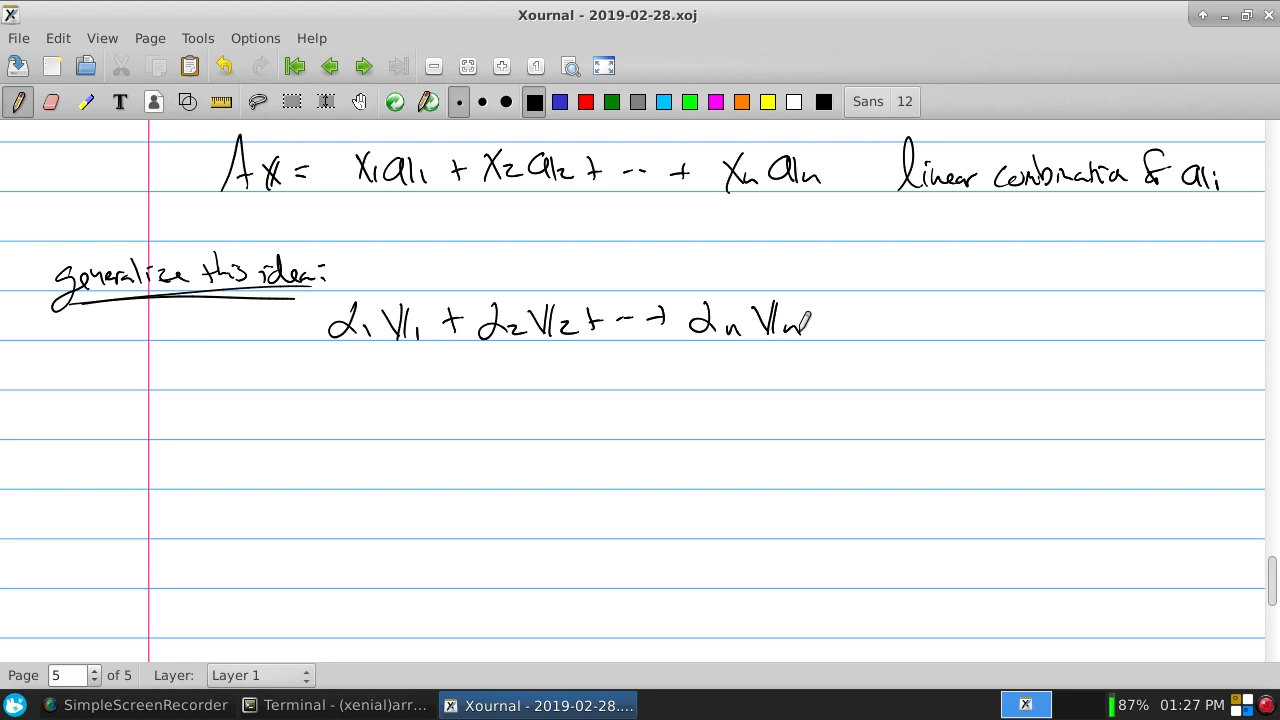 Xournal - 2019-02-28.xoj
File Edit View Page Tools Options Help
Sans 12
A𝕩 = x₁𝕒₁ + x₂𝕒₂ + ··· + xₙ𝕒ₙ linear combination of 𝕒ᵢ
generalize this idea:
α₁𝕧₁ + α₂𝕧₂ + ··· + αₙ𝕧ₙ
Page 5 of 5 Layer: Layer 1
SimpleScreenRecorder Terminal - (xenial)arr... Xournal - 2019-02-28.... 87% 01:27 PM